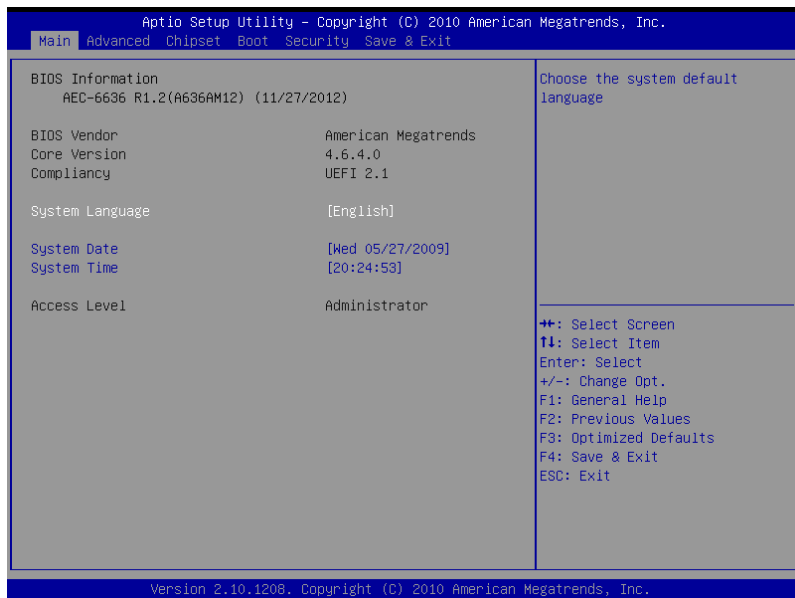 Aptio Setup Utility – Copyright (C) 2010 American Megatrends, Inc.
Main Advanced Chipset Boot Security Save & Exit
BIOS Information
AEC-6636 R1.2(A636AM12) (11/27/2012)
BIOS Vendor American Megatrends
Core Version 4.6.4.0
Compliancy UEFI 2.1
System Language [English]
System Date [Wed 05/27/2009]
System Time [20:24:53]
Access Level Administrator
Choose the system default
language
→←: Select Screen
↑↓: Select Item
Enter: Select
+/-: Change Opt.
F1: General Help
F2: Previous Values
F3: Optimized Defaults
F4: Save & Exit
ESC: Exit
Version 2.10.1208. Copyright (C) 2010 American Megatrends, Inc.